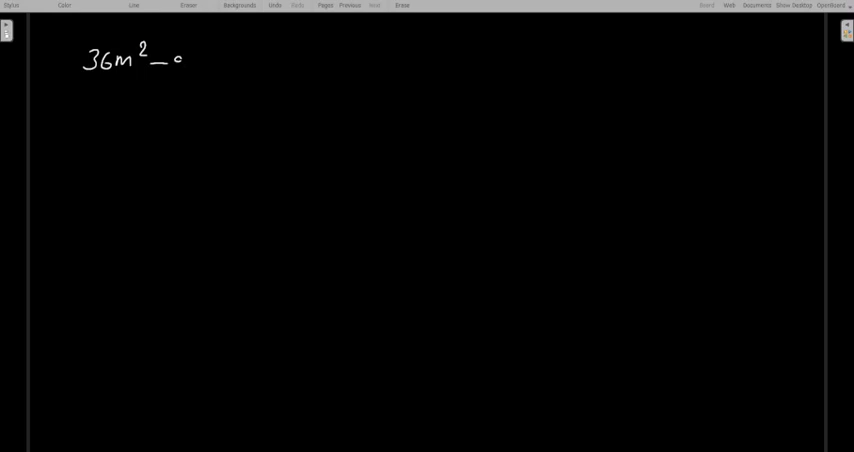 Stylus Color Line Eraser Backgrounds Undo Redo Pages Previous Next Erase Board Web Documents Show Desktop OpenBoard
36m² –